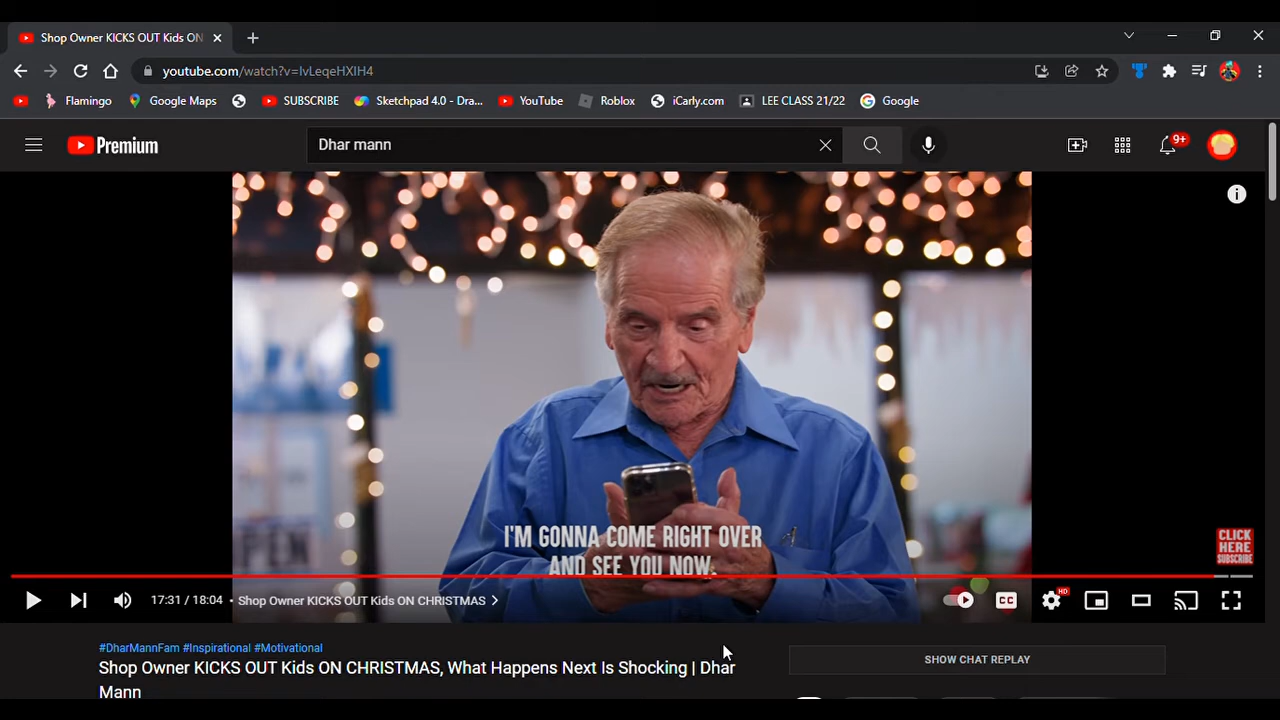 Shop Owner KICKS OUT Kids ON
youtube.com/watch?v=IvLeqeHXIH4
Flamingo
Google Maps
SUBSCRIBE
Sketchpad 4.0 - Dra...
YouTube
Roblox
iCarly.com
LEE CLASS 21/22
Google
Premium
Dhar mann
9+
I'M GONNA COME RIGHT OVER
AND SEE YOU NOW.
PEN
CLICK
HERE
SUBSCRIBE
17:31 / 18:04 • Shop Owner KICKS OUT Kids ON CHRISTMAS
CC
HD
#DharMannFam #Inspirational #Motivational
Shop Owner KICKS OUT Kids ON CHRISTMAS, What Happens Next Is Shocking | Dhar
Mann
SHOW CHAT REPLAY